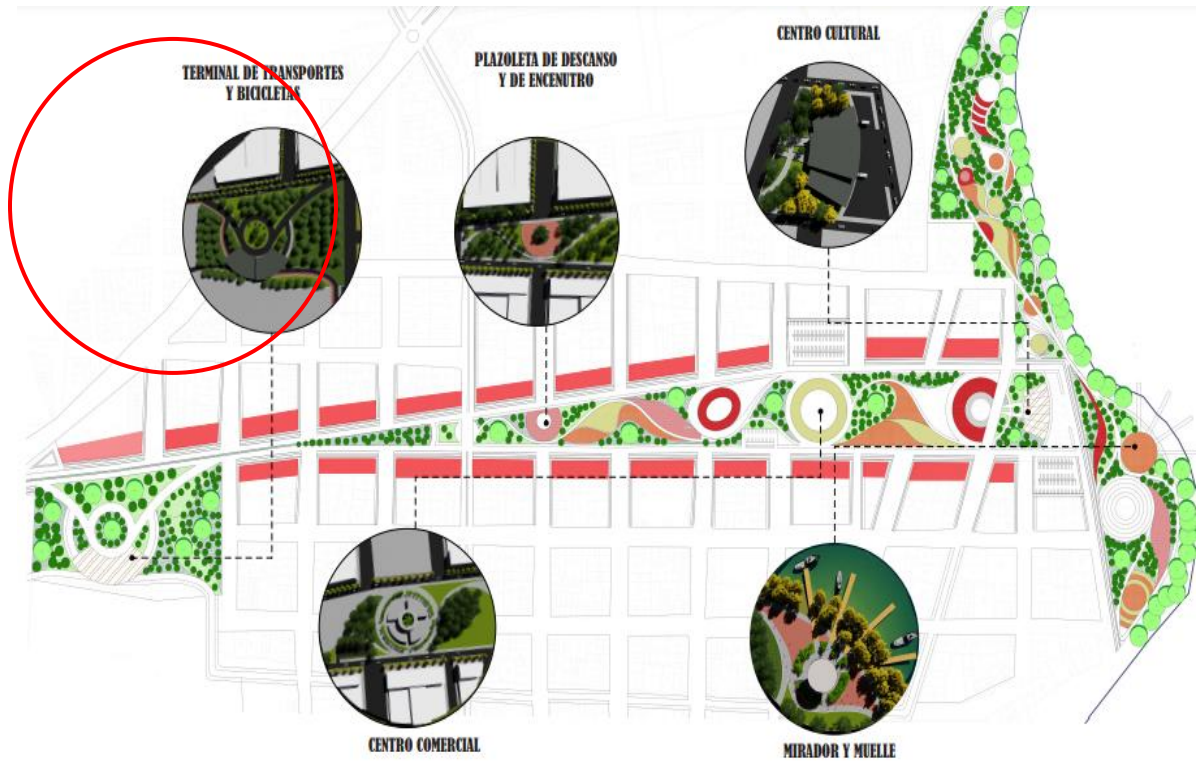 CENTRO CULTURAL
PLAZOLETA DE DESCANSO
Y DE ENCENUTRO
TERMINAL DE TRANSPORTES
Y BICICLETAS
CENTRO COMERCIAL
MIRADOR Y MUELLE